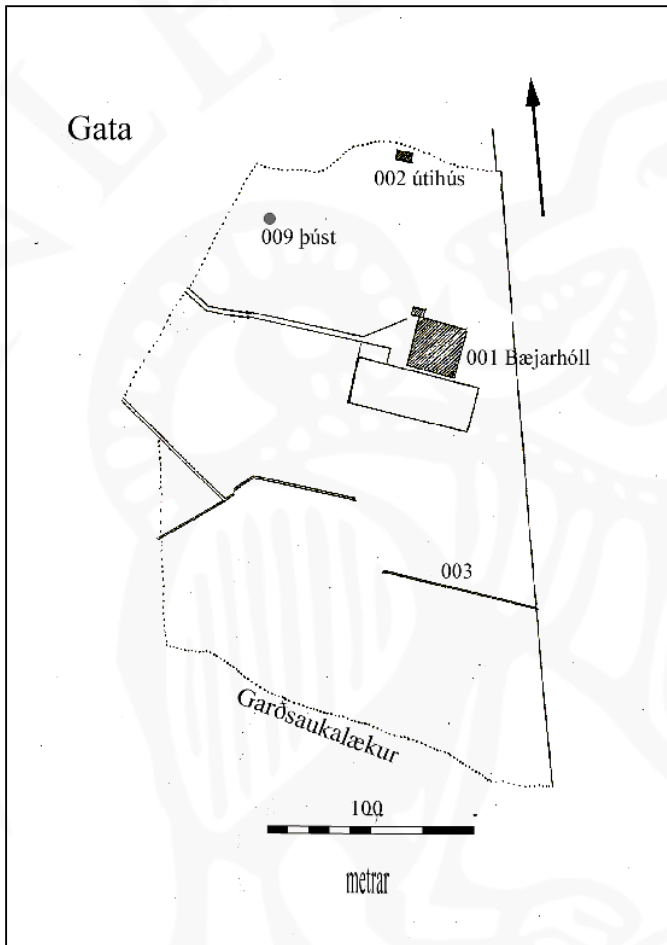 Gata
002 útihús
009 þúst
001 Bæjarhóll
003
Garðsaukalækur
100
metrar